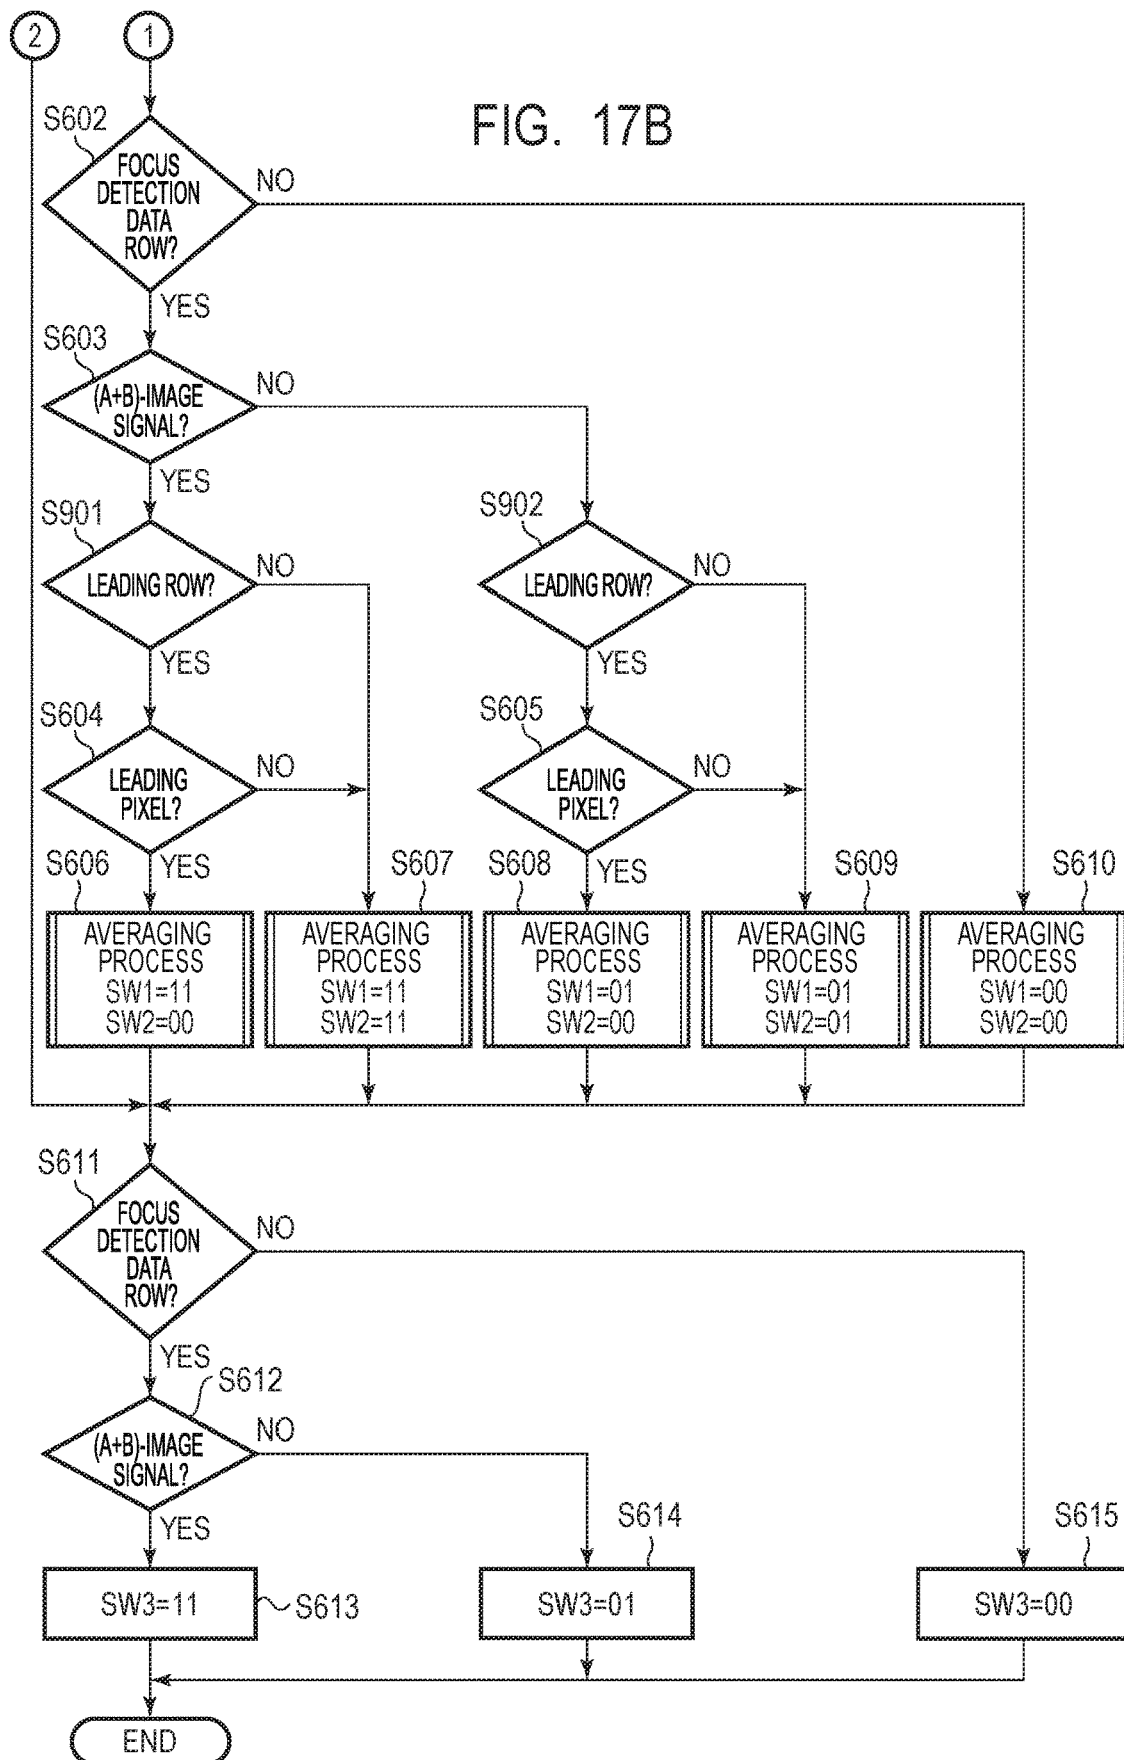 2
1
FIG. 17B
S602
FOCUS
DETECTION
DATA
ROW?
NO
YES
S603
(A+B)-IMAGE
SIGNAL?
NO
YES
S901
LEADING ROW?
NO
YES
S902
LEADING ROW?
NO
YES
S604
LEADING
PIXEL?
NO
YES
S605
LEADING
PIXEL?
NO
YES
S606
AVERAGING
PROCESS
SW1=11
SW2=00
S607
AVERAGING
PROCESS
SW1=11
SW2=11
S608
AVERAGING
PROCESS
SW1=01
SW2=00
S609
AVERAGING
PROCESS
SW1=01
SW2=01
S610
AVERAGING
PROCESS
SW1=00
SW2=00
S611
FOCUS
DETECTION
DATA
ROW?
NO
YES
S612
(A+B)-IMAGE
SIGNAL?
NO
YES
SW3=11
S613
S614
SW3=01
S615
SW3=00
END